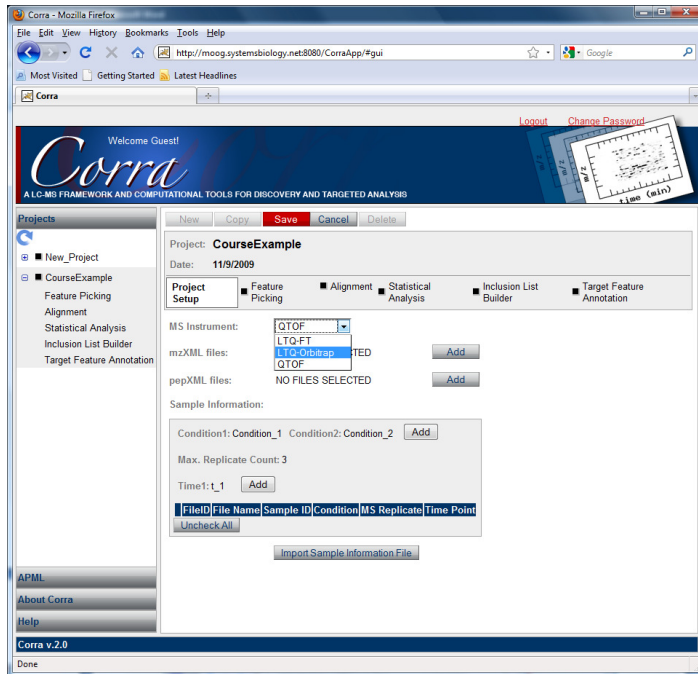 Corra - Mozilla Firefox
File Edit View History Bookmarks Tools Help
http://moog.systemsbiology.net:8080/CorraApp/#gui
Google
Most Visited Getting Started Latest Headlines
Corra
Logout Change Password
Welcome Guest!
Corra
A LC-MS FRAMEWORK AND COMPUTATIONAL TOOLS FOR DISCOVERY AND TARGETED ANALYSIS
m/z
m/z
m/z
time (min)
Projects
New_Project
CourseExample
Feature Picking
Alignment
Statistical Analysis
Inclusion List Builder
Target Feature Annotation
APML
About Corra
Help
New Copy Save Cancel Delete
Project: CourseExample
Date: 11/9/2009
Project Setup
Feature Picking
Alignment
Statistical Analysis
Inclusion List Builder
Target Feature Annotation
MS Instrument: QTOF
LTQ-FT
LTQ-Orbitrap
QTOF
mzXML files: CTED Add
pepXML files: NO FILES SELECTED Add
Sample Information:
Condition1: Condition_1 Condition2: Condition_2 Add
Max. Replicate Count: 3
Time1: t_1 Add
FileID File Name Sample ID Condition MS Replicate Time Point
Uncheck All
Import Sample Information File
Corra v.2.0
Done